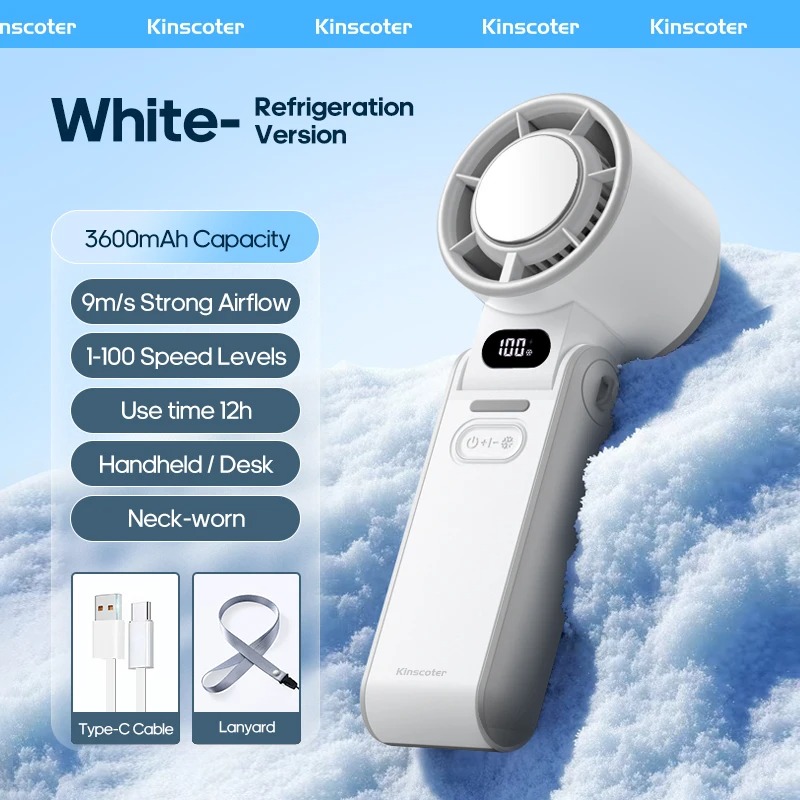 nscoter Kinscoter Kinscoter Kinscoter Kinscoter
White- Refrigeration
Version
3600mAh Capacity
9m/s Strong Airflow
1-100 Speed Levels
Use time 12h
Handheld / Desk
Neck-worn
Type-C Cable
Lanyard
100
+/-
Kinscoter